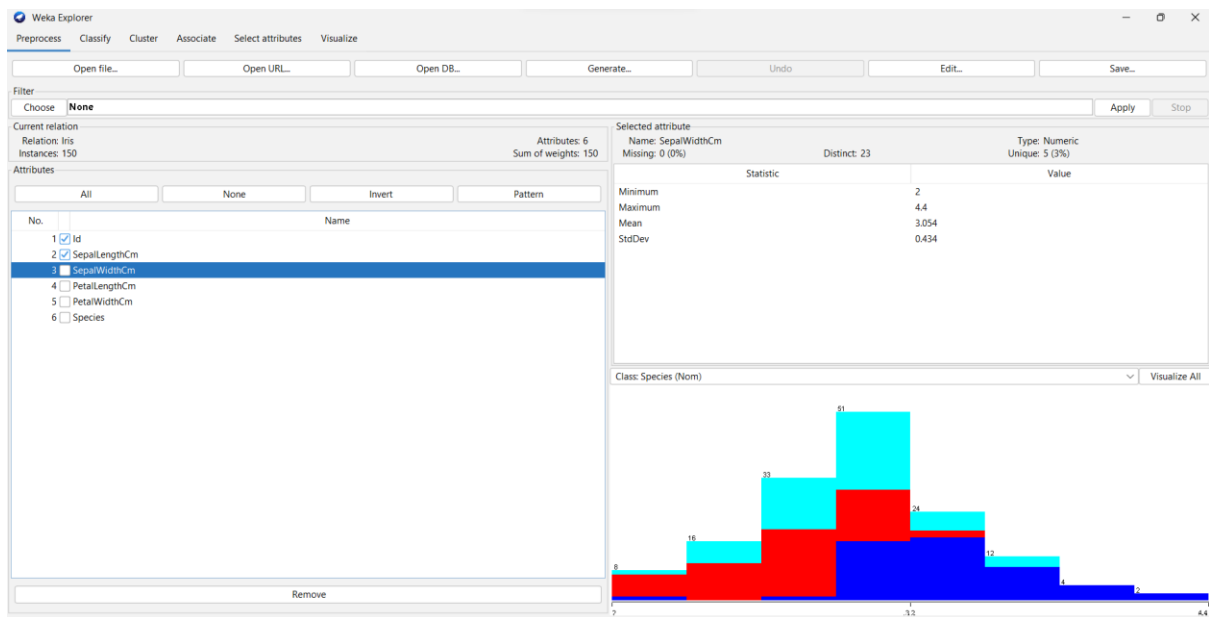 Weka Explorer
Preprocess Classify Cluster Associate Select attributes Visualize
Open file... Open URL... Open DB... Generate... Undo Edit... Save...
Filter
Choose None Apply Stop
Current relation
Relation: Iris Attributes: 6
Instances: 150 Sum of weights: 150
Attributes
All None Invert Pattern
No. Name
1 Id
2 SepalLengthCm
3 SepalWidthCm
4 PetalLengthCm
5 PetalWidthCm
6 Species
Remove
Selected attribute
Name: SepalWidthCm Type: Numeric
Missing: 0 (0%) Distinct: 23 Unique: 5 (3%)
Statistic Value
Minimum 2
Maximum 4.4
Mean 3.054
StdDev 0.434
Class: Species (Nom) Visualize All
51
33
24
16
12
8
4
2
2 3.2 4.4